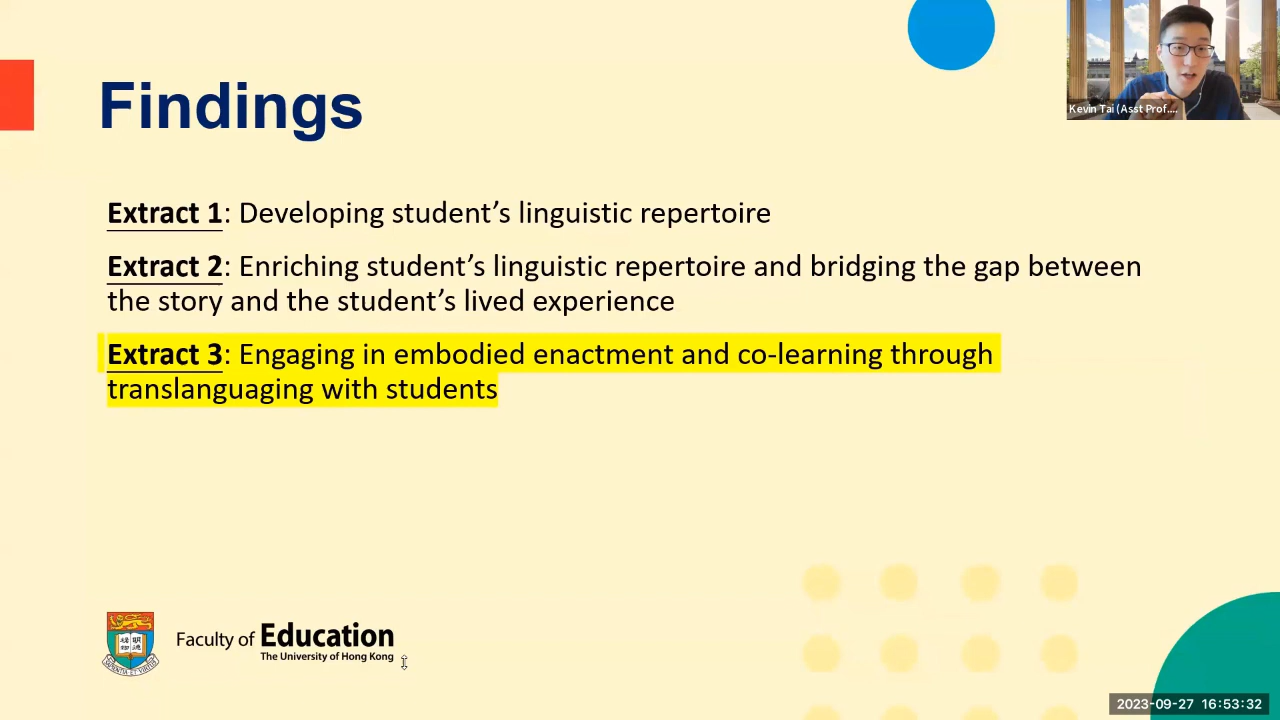 Kevin Tai (Asst Prof....
Findings
Extract 1: Developing student’s linguistic repertoire
Extract 2: Enriching student’s linguistic repertoire and bridging the gap between
the story and the student’s lived experience
Extract 3: Engaging in embodied enactment and co-learning through
translanguaging with students
Faculty of Education
The University of Hong Kong
2023-09-27 16:53:32